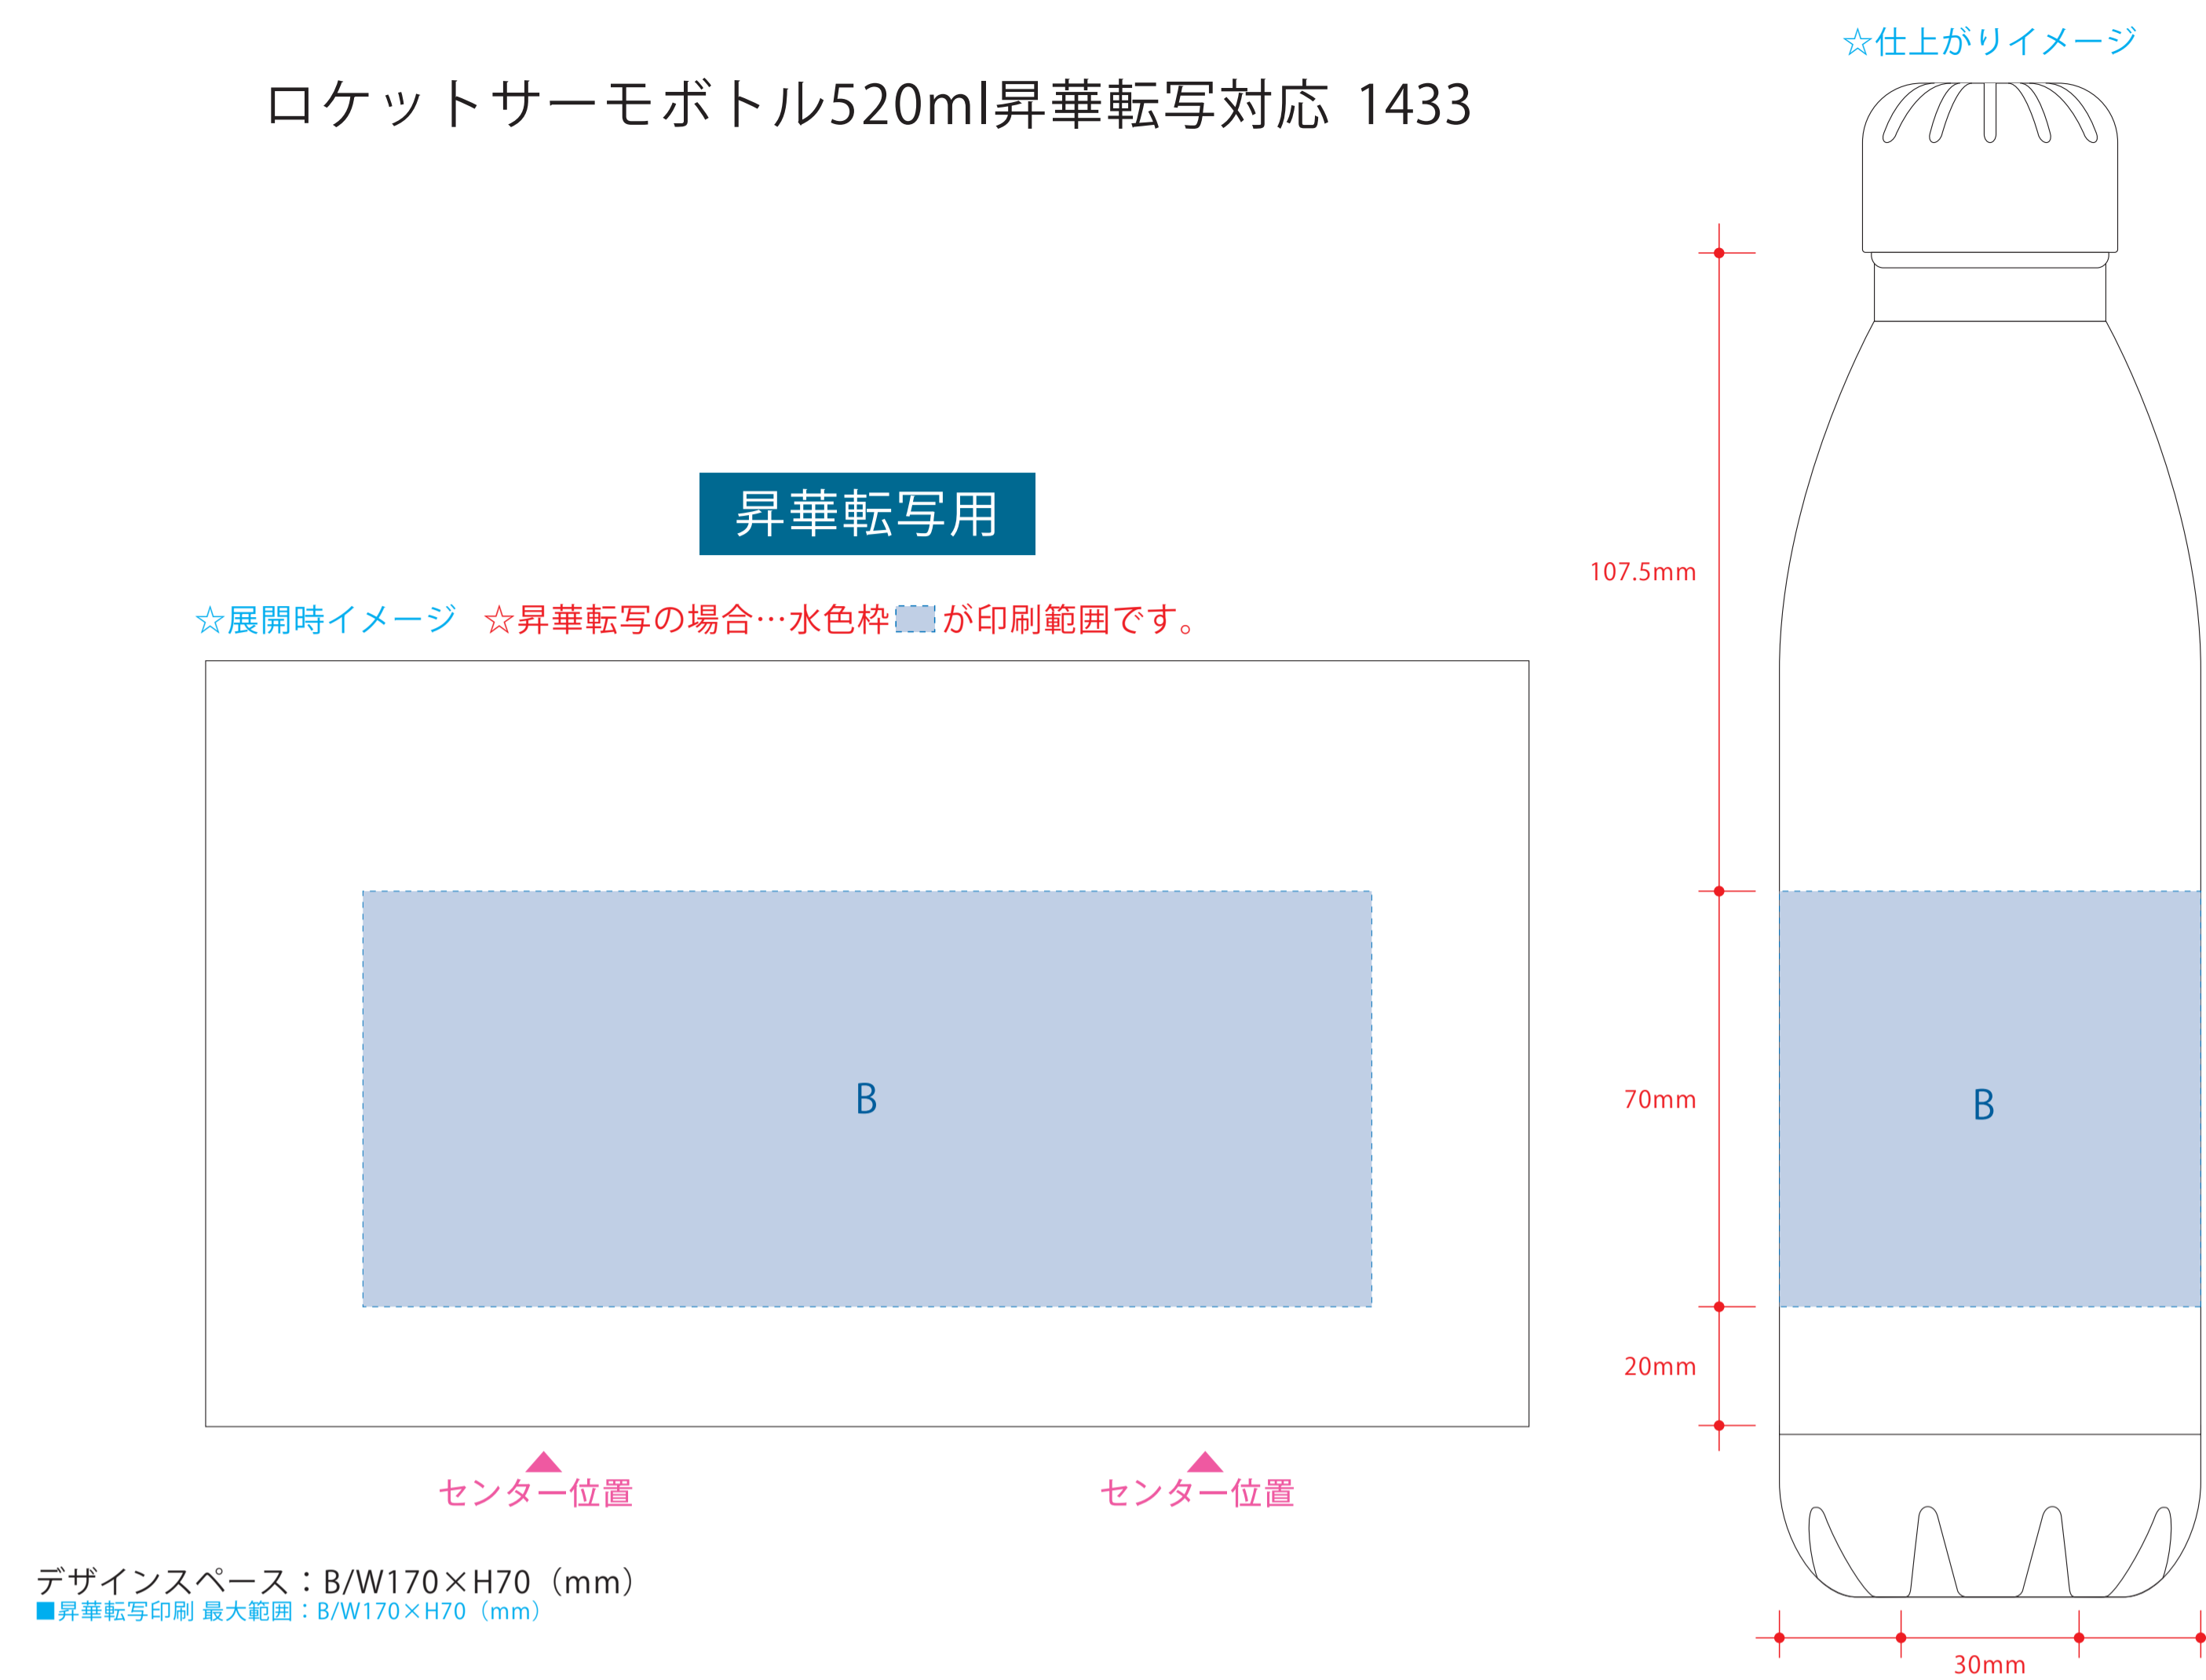 ☆仕上がりイメージ
ロケットサーモボトル520ml昇華転写対応 1433
昇華転写用
☆展開時イメージ ☆昇華転写の場合…水色枠 が印刷範囲です。
107.5mm
B
70mm
B
20mm
センター位置 センター位置
デザインスペース：B/W170×H70（mm）
■昇華転写印刷 最大範囲：B/W170×H70（mm）
30mm